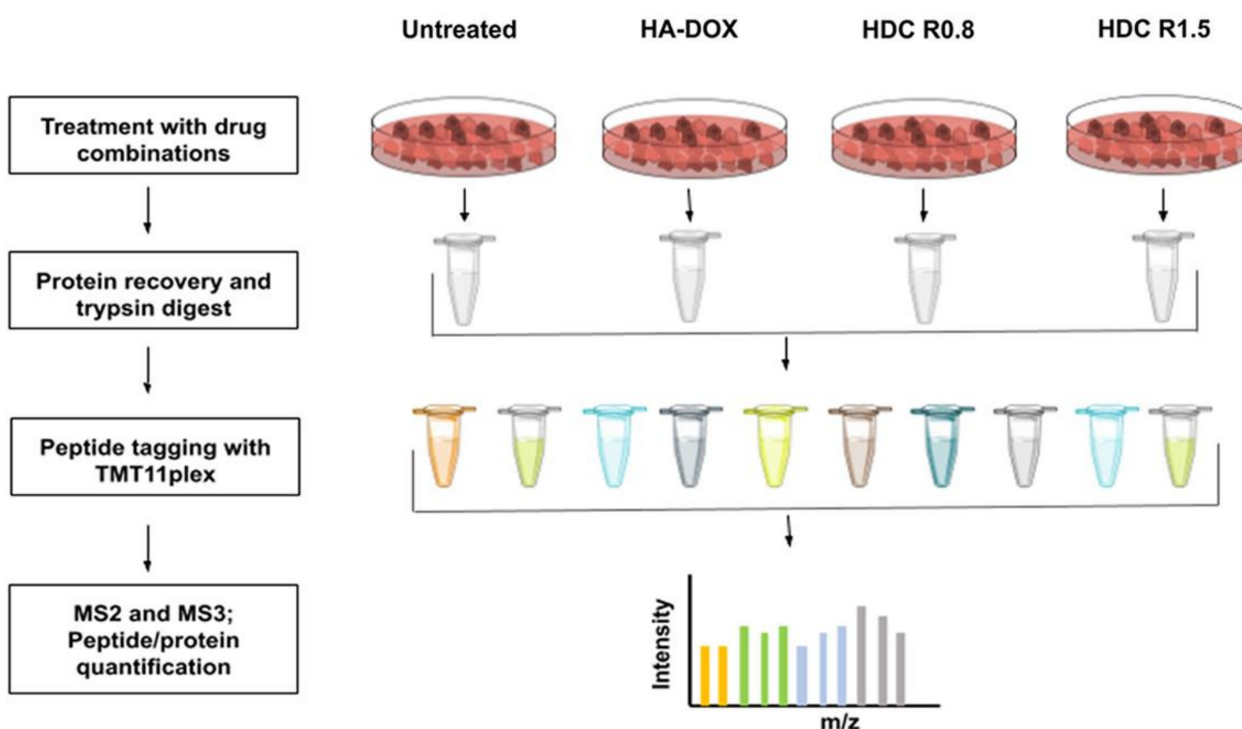 Untreated
HA-DOX
HDC R0.8
HDC R1.5
Treatment with drug
combinations
Protein recovery and
trypsin digest
Peptide tagging with
TMT11plex
MS2 and MS3;
Peptide/protein
quantification
Intensity
m/z